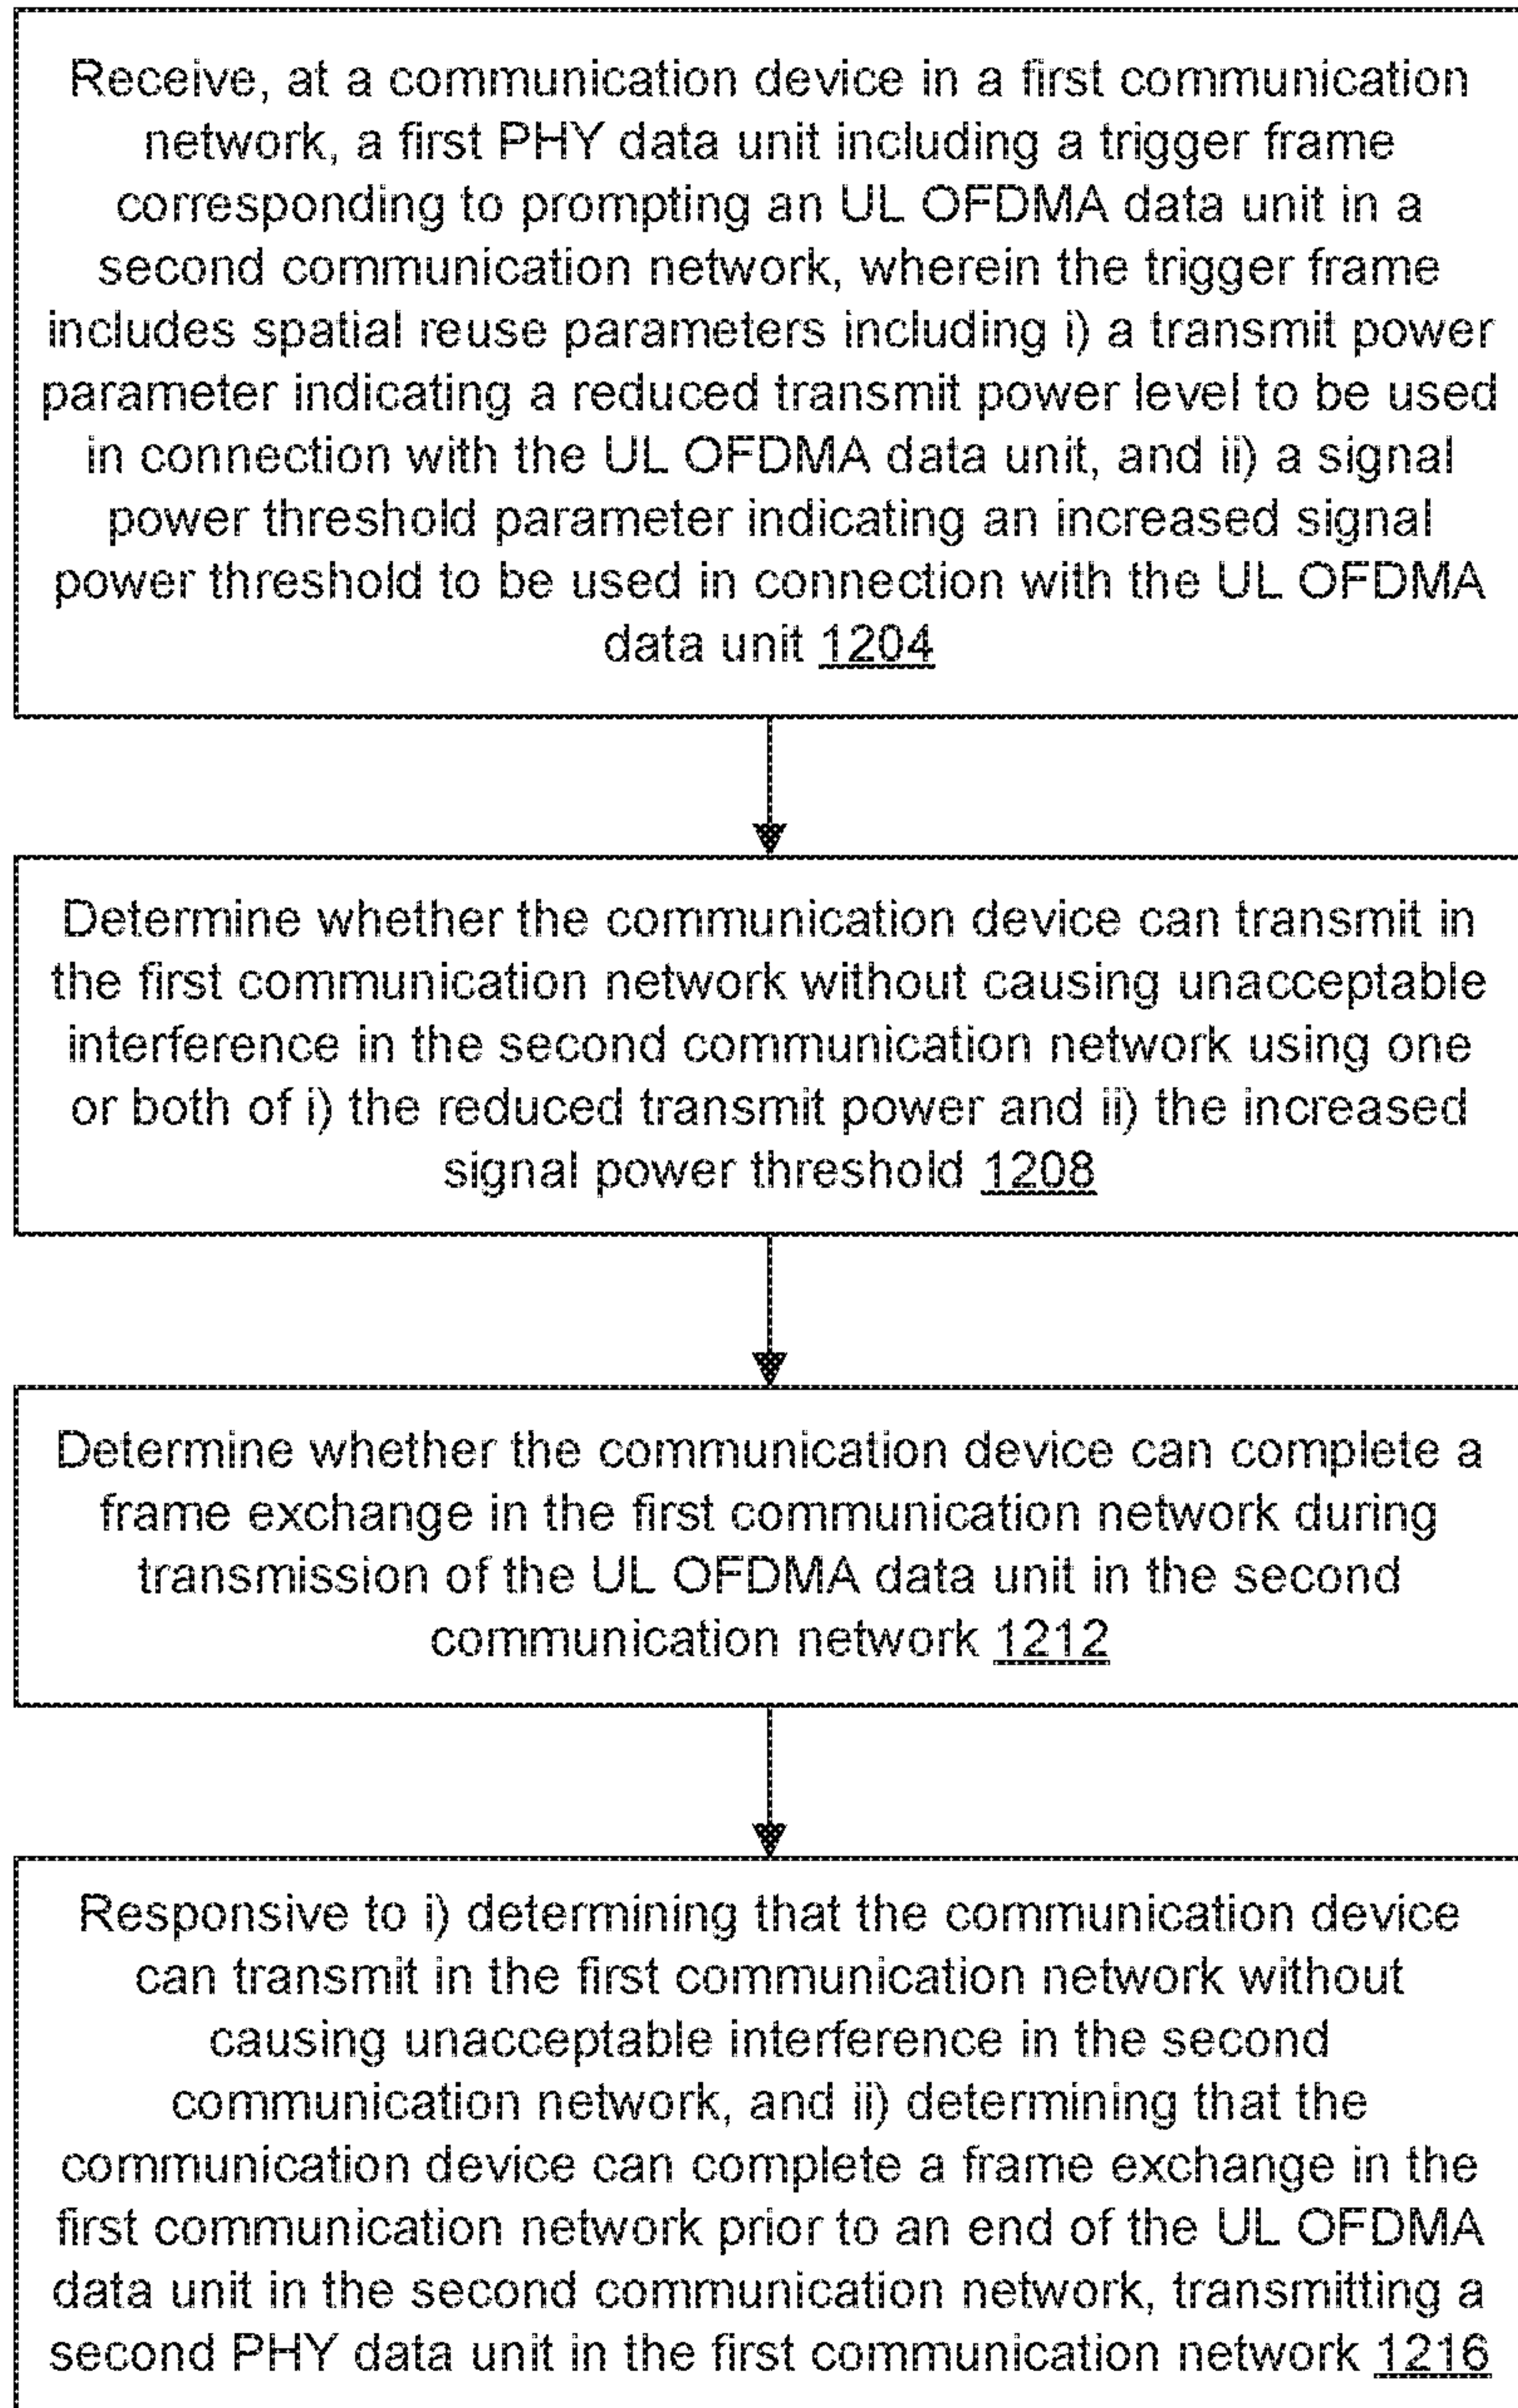 Receive, at a communication device in a first communication
network, a first PHY data unit including a trigger frame
corresponding to prompting an UL OFDMA data unit in a
second communication network, wherein the trigger frame
includes spatial reuse parameters including i) a transmit power
parameter indicating a reduced transmit power level to be used
in connection with the UL OFDMA data unit, and ii) a signal
power threshold parameter indicating an increased signal
power threshold to be used in connection with the UL OFDMA
data unit 1204
Determine whether the communication device can transmit in
the first communication network without causing unacceptable
interference in the second communication network using one
or both of i) the reduced transmit power and ii) the increased
signal power threshold 1208
Determine whether the communication device can complete a
frame exchange in the first communication network during
transmission of the UL OFDMA data unit in the second
communication network 1212
Responsive to i) determining that the communication device
can transmit in the first communication network without
causing unacceptable interference in the second
communication network, and ii) determining that the
communication device can complete a frame exchange in the
first communication network prior to an end of the UL OFDMA
data unit in the second communication network, transmitting a
second PHY data unit in the first communication network 1216